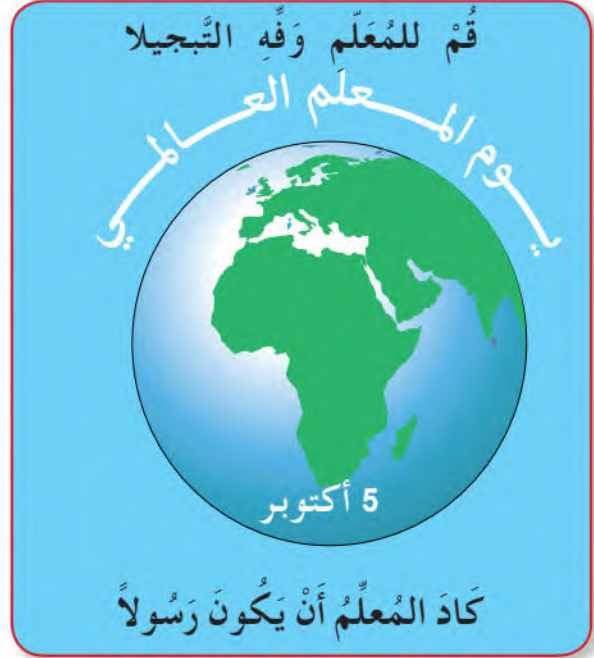 قُمْ للمُعَلّمِ وَفِّهِ التَّبجيلا
يوم المعلم العالمي
5 أكتوبر
كَادَ المُعلِّمُ أَنْ يَكُونَ رَسُولاً